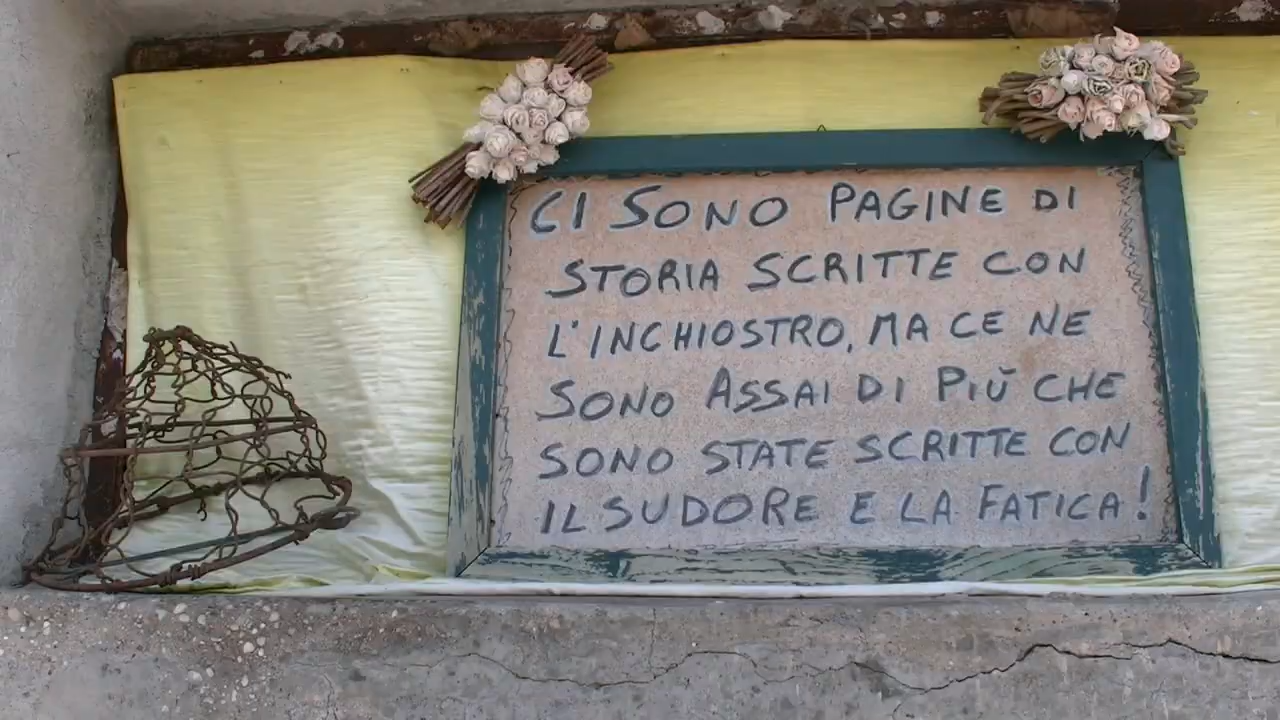 CI SONO PAGINE DI
STORIA SCRITTE CON
L'INCHIOSTRO, MA CE NE
SONO ASSAI DI PIÙ CHE
SONO STATE SCRITTE CON
IL SUDORE E LA FATICA!